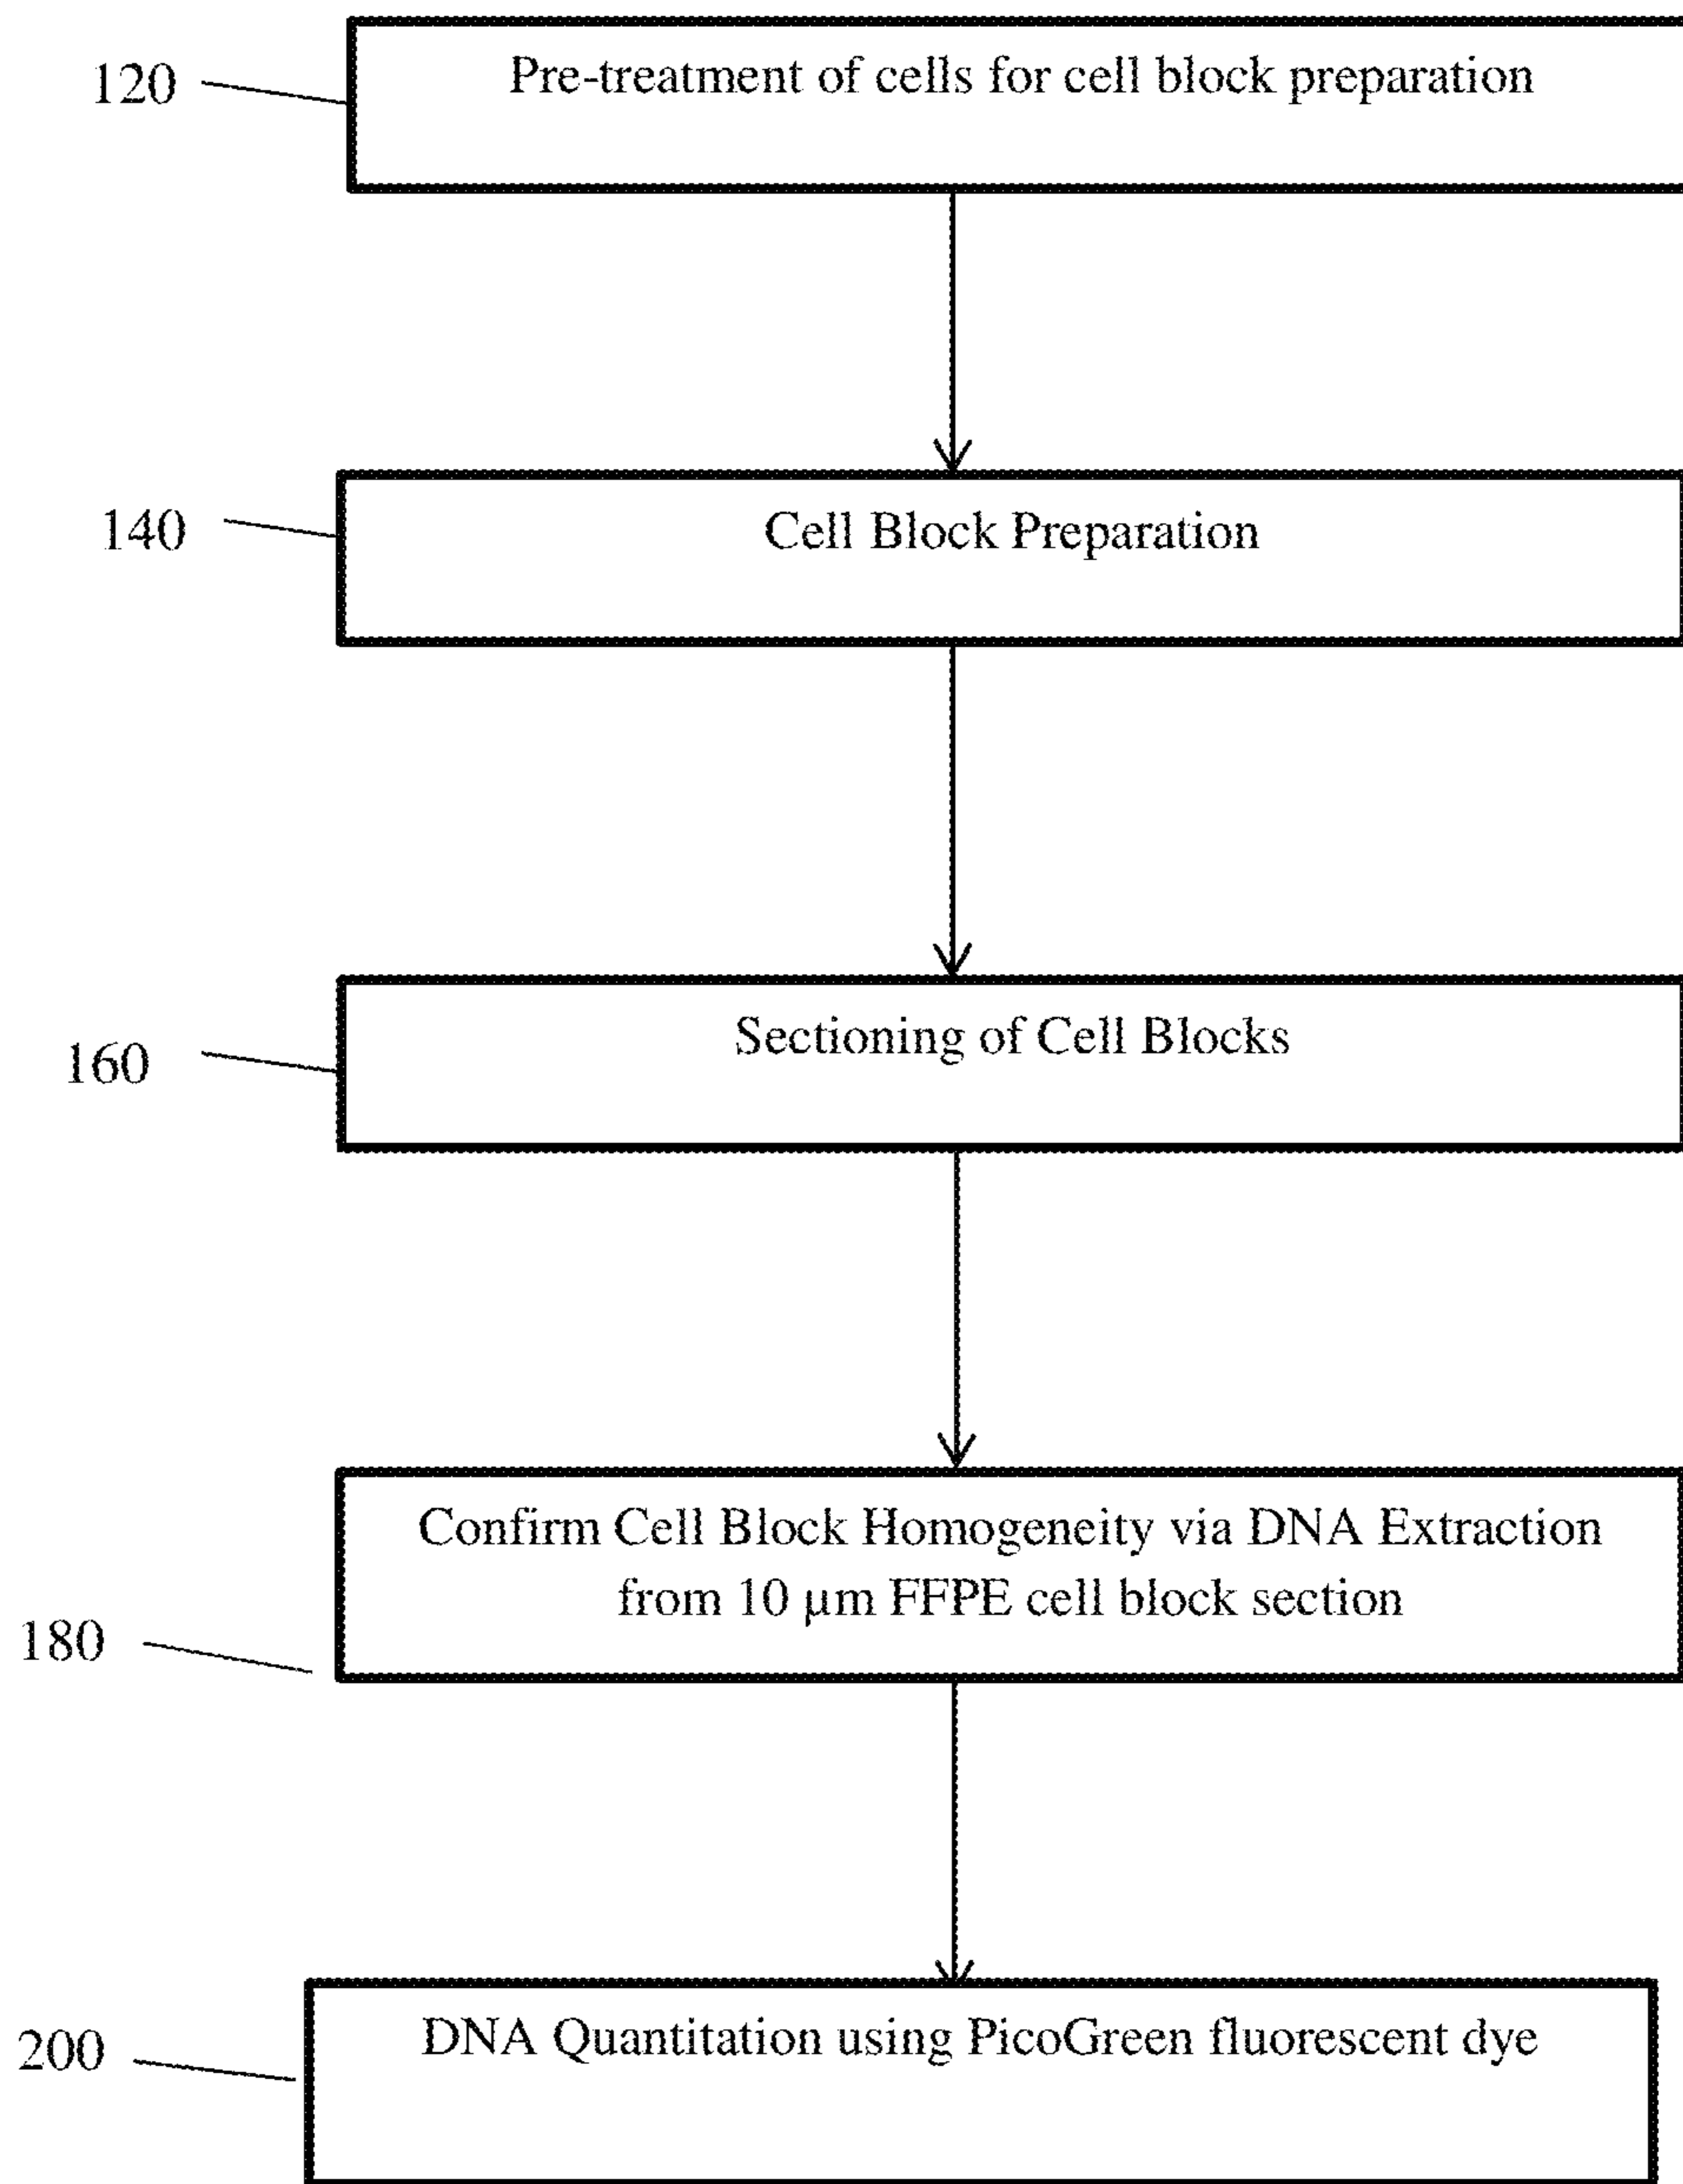 120
Pre-treatment of cells for cell block preparation
140
Cell Block Preparation
160
Sectioning of Cell Blocks
Confirm Cell Block Homogeneity via DNA Extraction
from 10 µm FFPE cell block section
180
200
DNA Quantitation using PicoGreen fluorescent dye